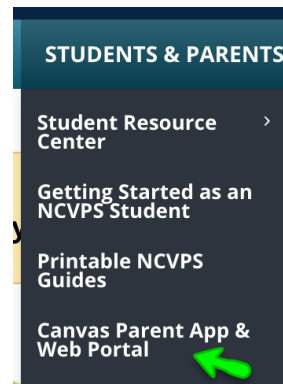 STUDENTS & PARENTS
Student Resource
Center
Getting Started as an
NCVPS Student
Printable NCVPS
Guides
Canvas Parent App &
Web Portal